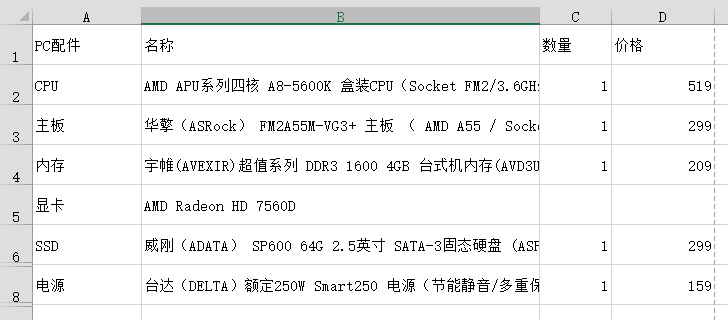 A B C D
1 PC配件 名称 数量 价格
2 CPU AMD APU系列四核 A8-5600K 盒装CPU（Socket FM2/3.6GHz 1 519
3 主板 华擎（ASRock） FM2A55M-VG3+ 主板 （ AMD A55 / Socke 1 299
4 内存 宇帷(AVEXIR)超值系列 DDR3 1600 4GB 台式机内存(AVD3U 1 209
5 显卡 AMD Radeon HD 7560D
6 SSD 威刚（ADATA） SP600 64G 2.5英寸 SATA-3固态硬盘 (ASP 1 299
8 电源 台达（DELTA）额定250W Smart250 电源（节能静音/多重保 1 159